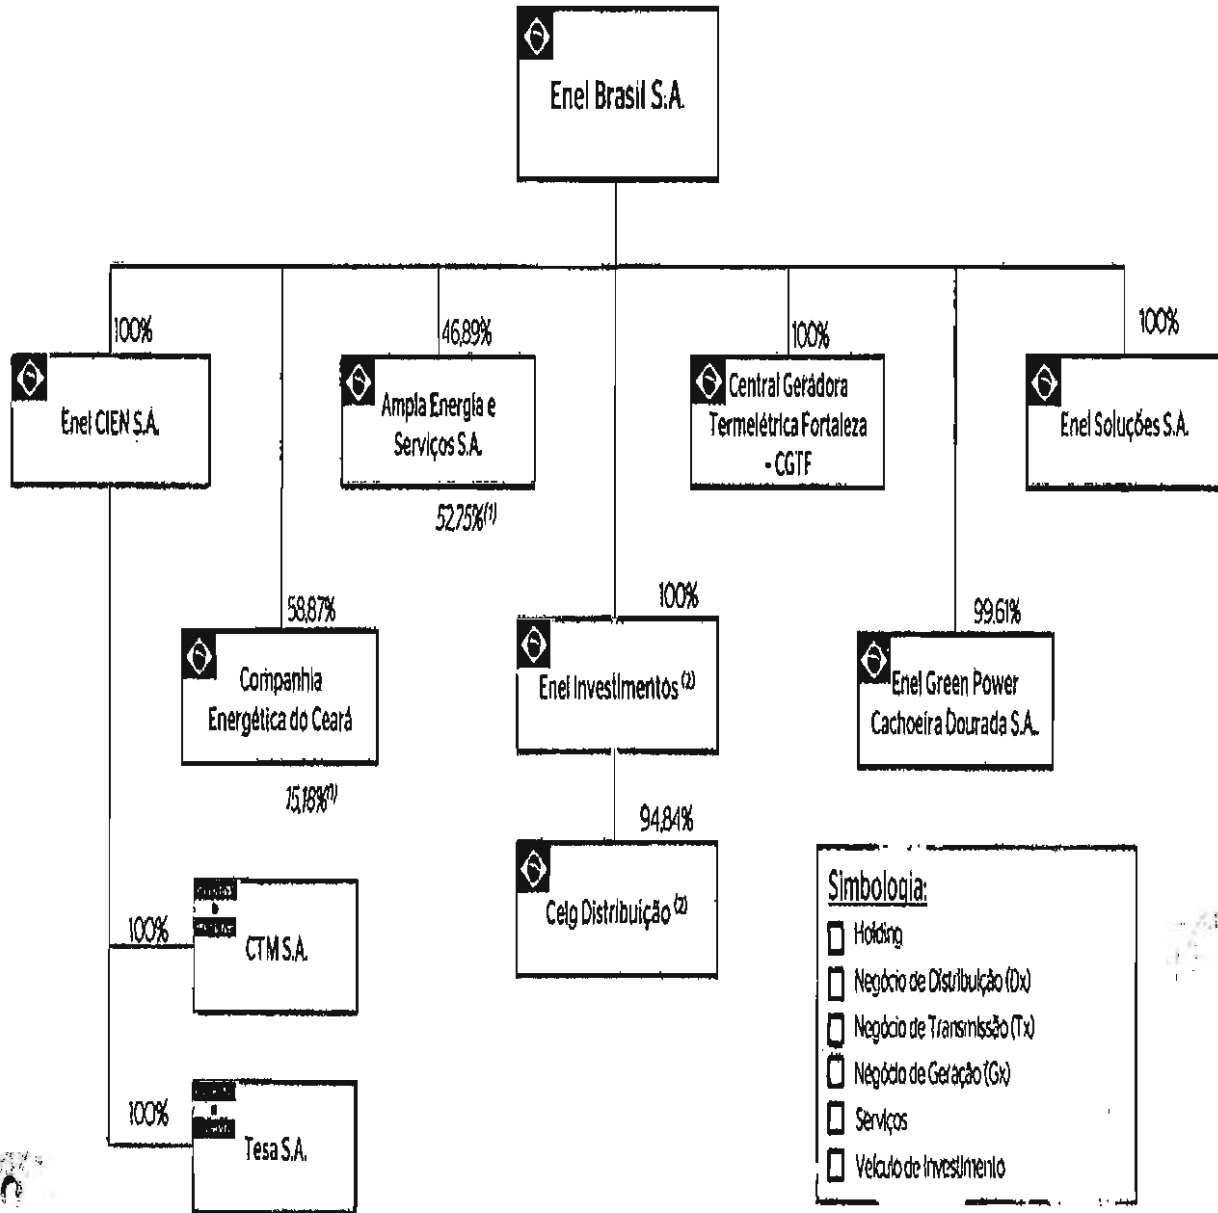 Enel Brasil S.A.
100%
46,89%
100%
100%
Enel CIEN S.A.
Ampla Energia e
Serviços S.A.
Central Geradora
Termelétrica Fortaleza
- CGTF
Enel Soluções S.A.
52,75%(1)
58,87%
100%
99.61%
Companhia
Energética do Ceará
Enel Investimentos (2)
Enel Green Power
Cachoeira Dourada S.A.
15,18%(1)
94,84%
Celg Distribuição (2)
100%
CTM S.A.
100%
Tesa S.A.
Simbologia:
Holding
Negócio de Distribuição (Dx)
Negócio de Transmissão (Tx)
Negócio de Geração (Gx)
Serviços
Veículo de Investimento